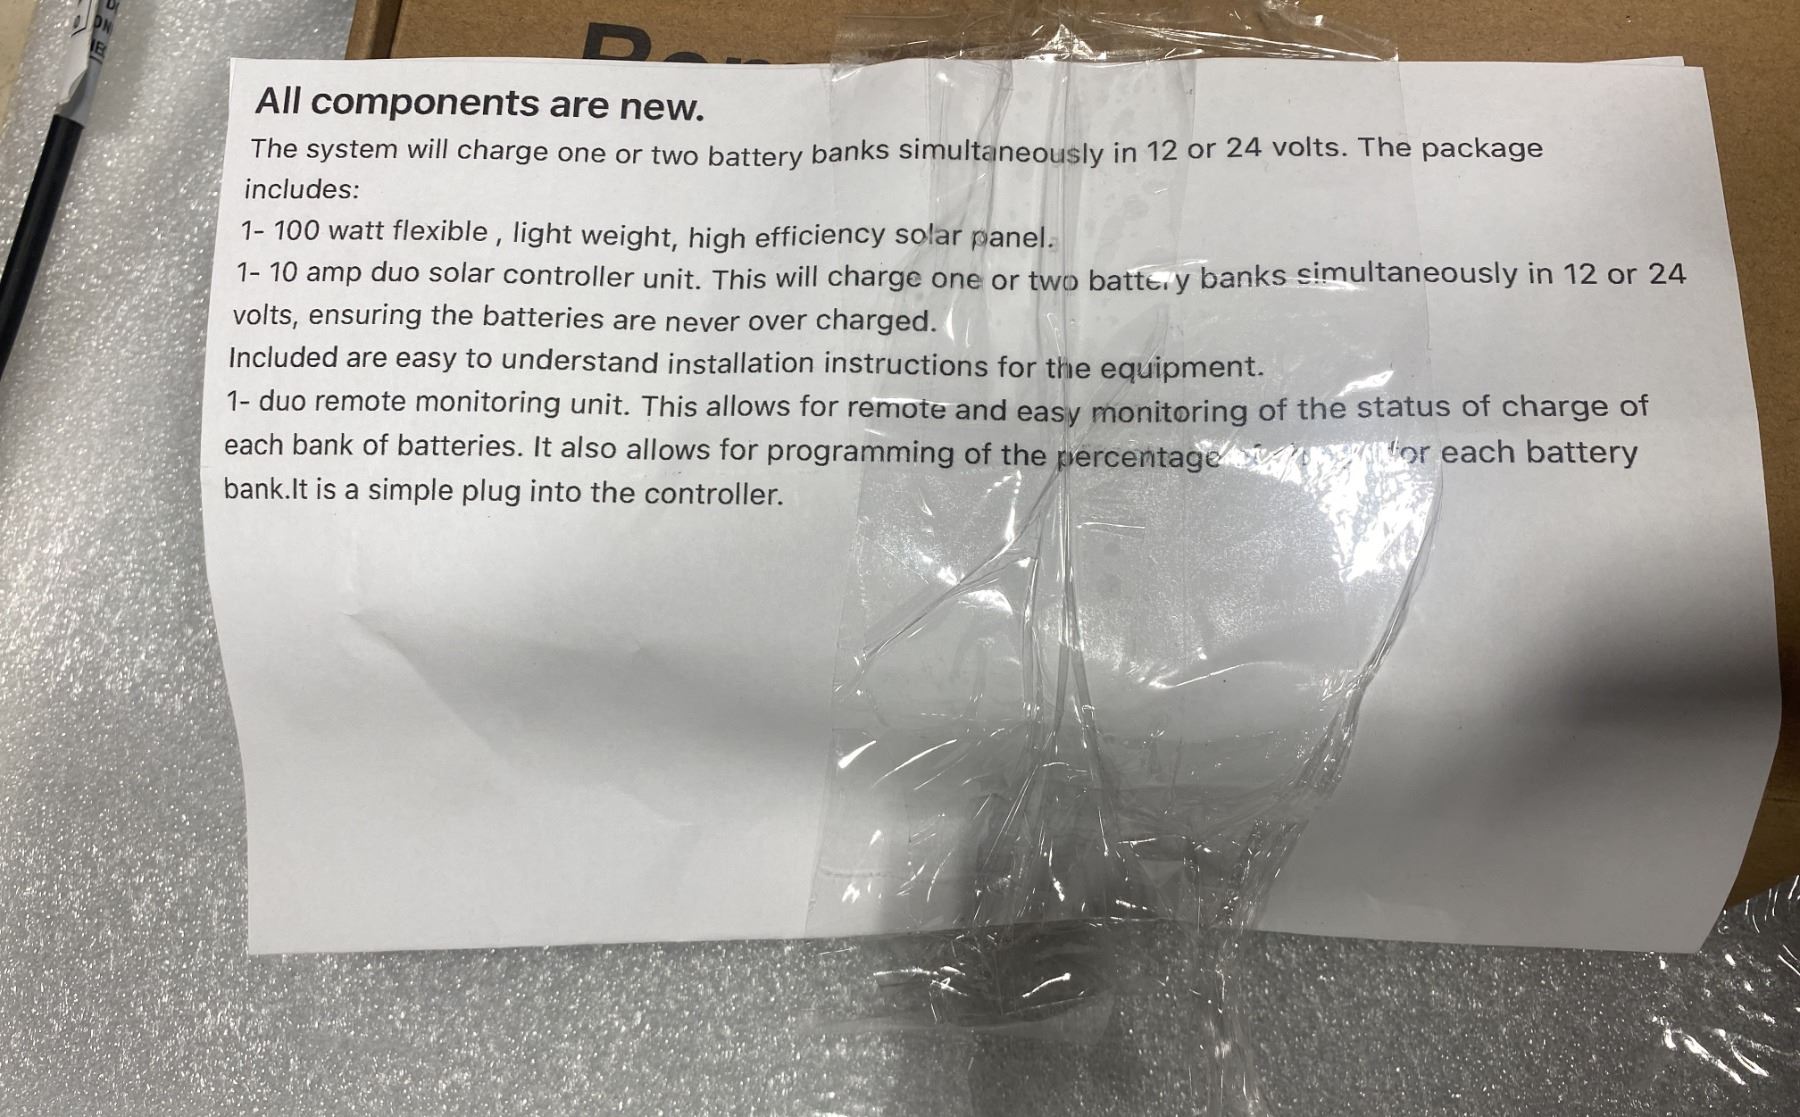 All components are new.
The system will charge one or two battery banks simultaneously in 12 or 24 volts. The package
includes:
1- 100 watt flexible , light weight, high efficiency solar panel.
1- 10 amp duo solar controller unit. This will charge one or two battery banks simultaneously in 12 or 24
volts, ensuring the batteries are never over charged.
Included are easy to understand installation instructions for the equipment.
1- duo remote monitoring unit. This allows for remote and easy monitoring of the status of charge of
each bank of batteries. It also allows for programming of the percentage for each battery
bank.It is a simple plug into the controller.